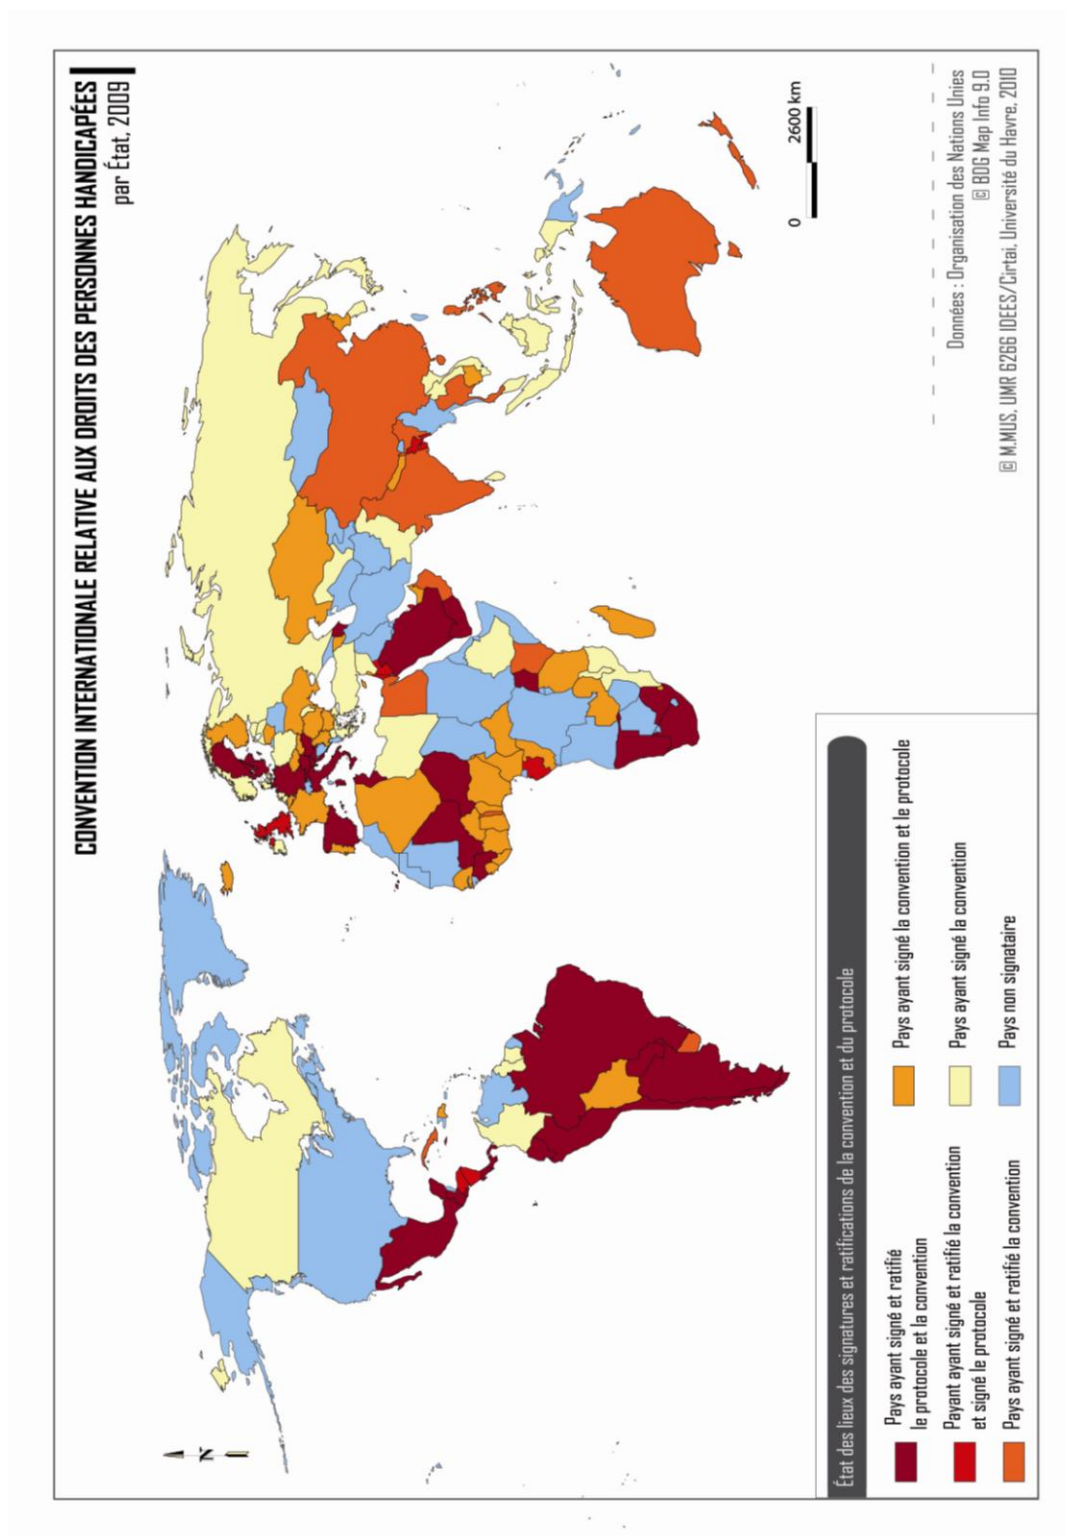 CONVENTION INTERNATIONALE RELATIVE AUX DROITS DES PERSONNES HANDICAPÉES
par État, 2009
N
0 2600 km
État des lieux des signatures et ratifications de la convention et du protocole
Pays ayant signé et ratifié
le protocole et la convention
Payant ayant signé et ratifié la convention
et signé le protocole
Pays ayant signé et ratifié la convention
Pays ayant signé la convention et le protocole
Pays ayant signé la convention
Pays non signataire
Données : Organisation des Nations Unies
© BDG Map Info 9.0
© M.MUS, UMR 6266 IDEES/Cirtai, Université du Havre, 2010